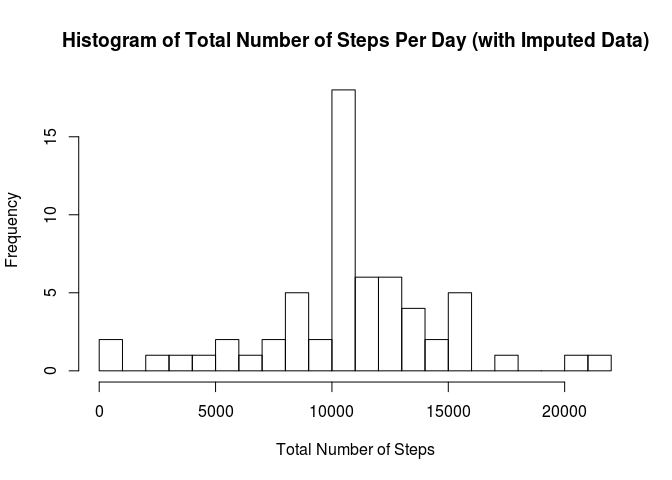 Histogram of Total Number of Steps Per Day (with Imputed Data)
Frequency
15
10
5
0
0 5000 10000 15000 20000
Total Number of Steps